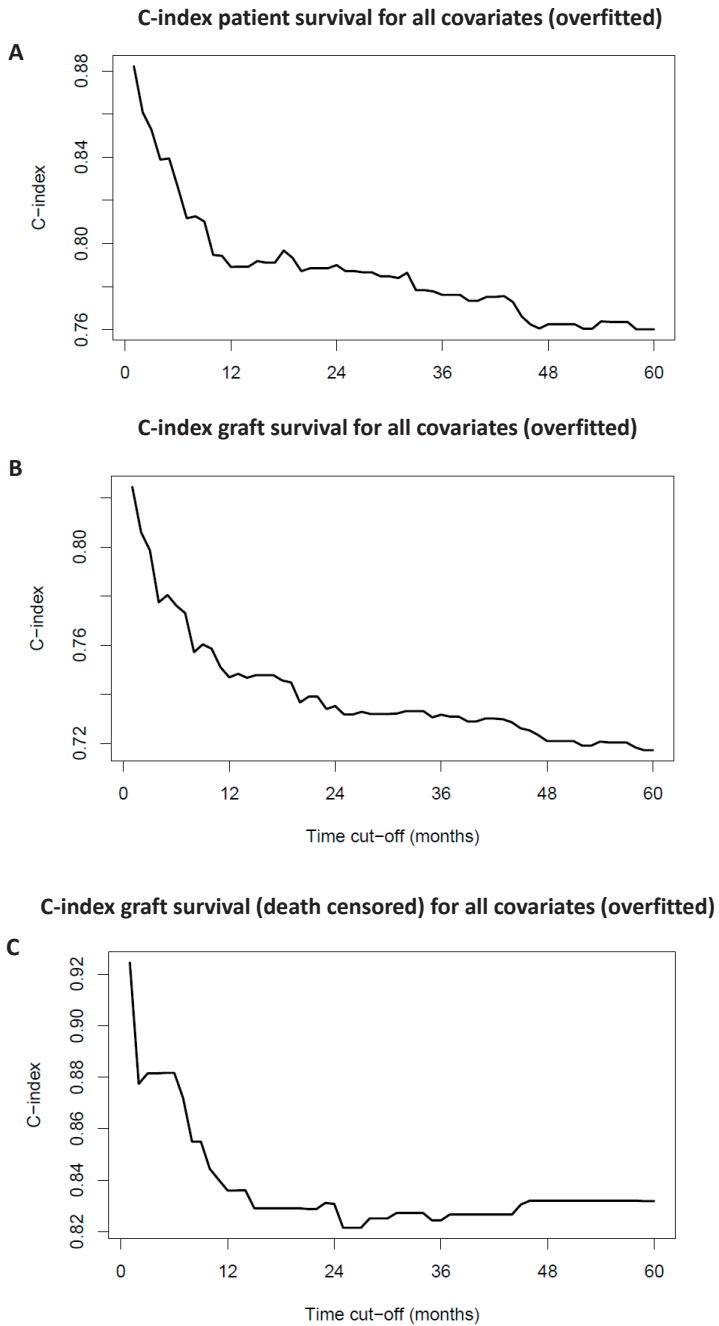 C-index patient survival for all covariates (overfitted)
A
0.88
0.84
0.80
0.76
C−index
0 12 24 36 48 60
C-index graft survival for all covariates (overfitted)
B
0.80
0.76
0.72
C−index
0 12 24 36 48 60
Time cut−off (months)
C-index graft survival (death censored) for all covariates (overfitted)
C
0.92
0.90
0.88
0.86
0.84
0.82
C−index
0 12 24 36 48 60
Time cut−off (months)